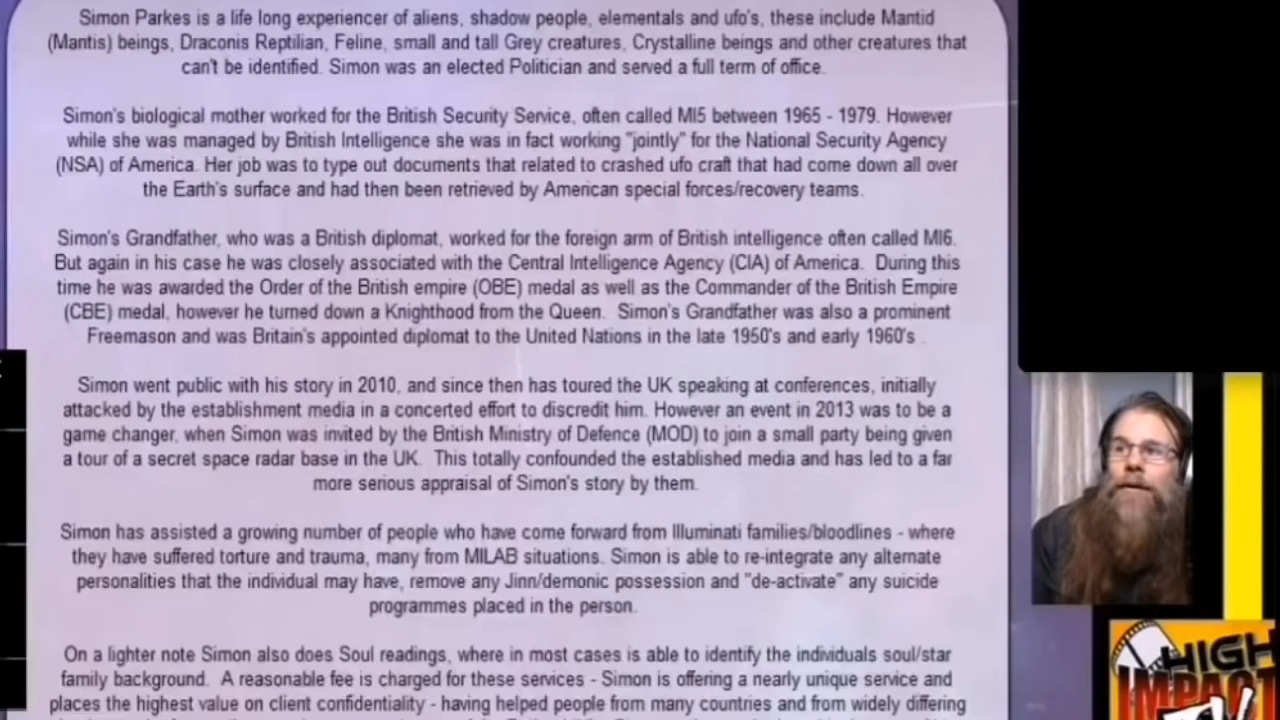 Simon Parkes is a life long experiencer of aliens, shadow people, elementals and ufo's, these include Mantid
(Mantis) beings, Draconis Reptilian, Feline, small and tall Grey creatures, Crystalline beings and other creatures that
can't be identified. Simon was an elected Politician and served a full term of office.
Simon's biological mother worked for the British Security Service, often called MI5 between 1965 - 1979. However
while she was managed by British Intelligence she was in fact working "jointly" for the National Security Agency
(NSA) of America. Her job was to type out documents that related to crashed ufo craft that had come down all over
the Earth's surface and had then been retrieved by American special forces/recovery teams.
Simon's Grandfather, who was a British diplomat, worked for the foreign arm of British intelligence often called MI6.
But again in his case he was closely associated with the Central Intelligence Agency (CIA) of America. During this
time he was awarded the Order of the British empire (OBE) medal as well as the Commander of the British Empire
(CBE) medal, however he turned down a Knighthood from the Queen. Simon's Grandfather was also a prominent
Freemason and was Britain's appointed diplomat to the United Nations in the late 1950's and early 1960's .
Simon went public with his story in 2010, and since then has toured the UK speaking at conferences, initially
attacked by the establishment media in a concerted effort to discredit him. However an event in 2013 was to be a
game changer, when Simon was invited by the British Ministry of Defence (MOD) to join a small party being given
a tour of a secret space radar base in the UK. This totally confounded the established media and has led to a far
more serious appraisal of Simon's story by them.
Simon has assisted a growing number of people who have come forward from Illuminati families/bloodlines - where
they have suffered torture and trauma, many from MILAB situations. Simon is able to re-integrate any alternate
personalities that the individual may have, remove any Jinn/demonic possession and "de-activate" any suicide
programmes placed in the person.
On a lighter note Simon also does Soul readings, where in most cases is able to identify the individuals soul/star
family background. A reasonable fee is charged for these services - Simon is offering a nearly unique service and
places the highest value on client confidentiality - having helped people from many countries and from widely differing
HIGH
IMPACT
TV